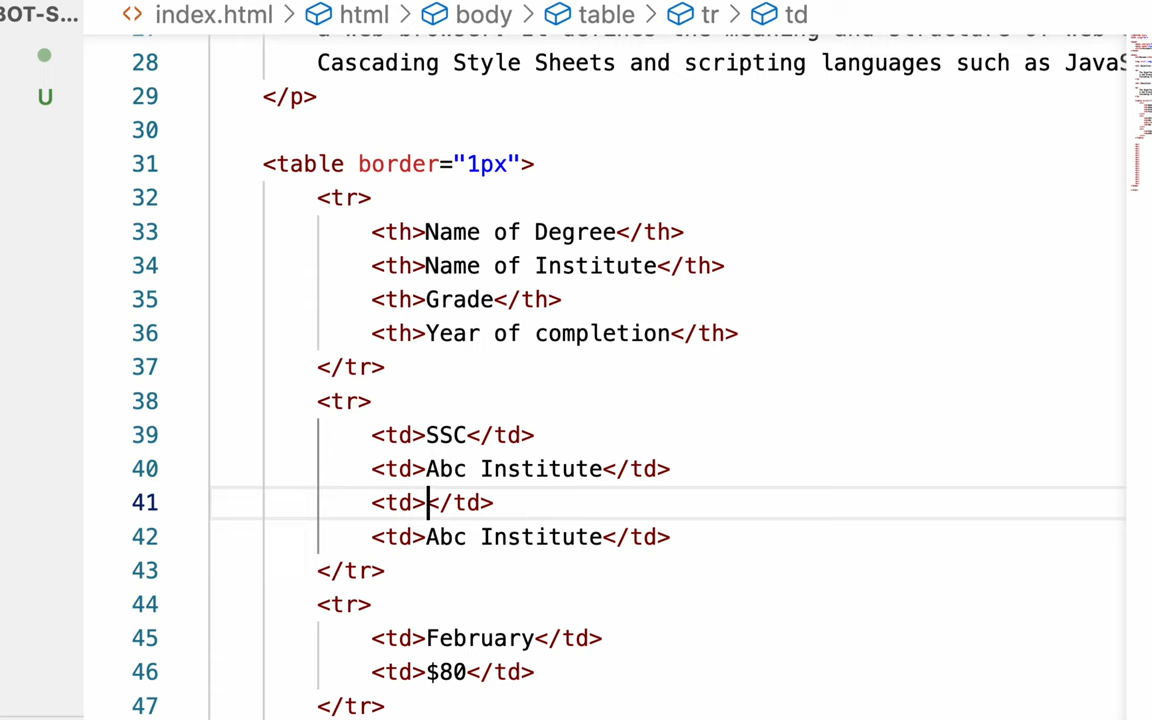 BOT-S...
<> index.html > html > body > table > tr > td
U
28 Cascading Style Sheets and scripting languages such as JavaS
29 </p>
30
31 <table border="1px">
32 <tr>
33 <th>Name of Degree</th>
34 <th>Name of Institute</th>
35 <th>Grade</th>
36 <th>Year of completion</th>
37 </tr>
38 <tr>
39 <td>SSC</td>
40 <td>Abc Institute</td>
41 <td></td>
42 <td>Abc Institute</td>
43 </tr>
44 <tr>
45 <td>February</td>
46 <td>$80</td>
47 </tr>